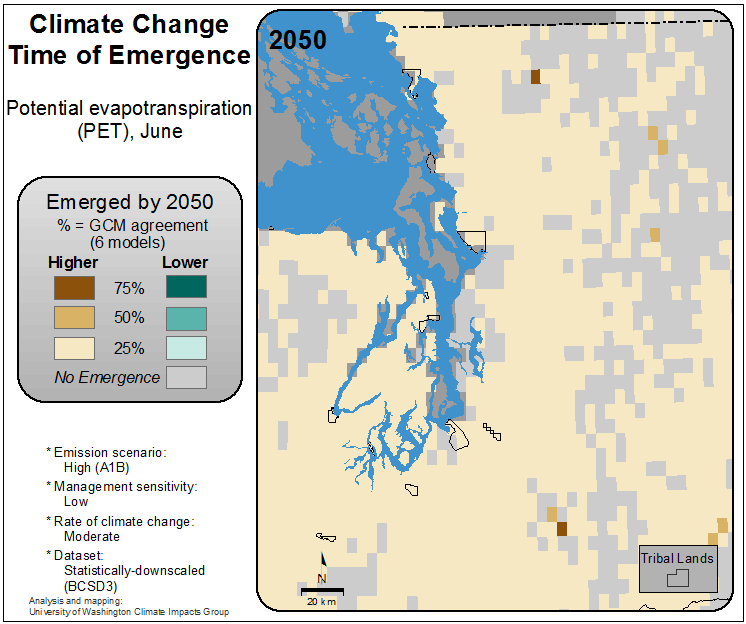 Climate Change
Time of Emergence
Potential evapotranspiration
(PET), June
Emerged by 2050
% = GCM agreement
(6 models)
Higher Lower
75%
50%
25%
No Emergence
* Emission scenario:
High (A1B)
* Management sensitivity:
Low
* Rate of climate change:
Moderate
* Dataset:
Statistically-downscaled
(BCSD3)
Analysis and mapping:
University of Washington Climate Impacts Group
2050
N
20 km
Tribal Lands